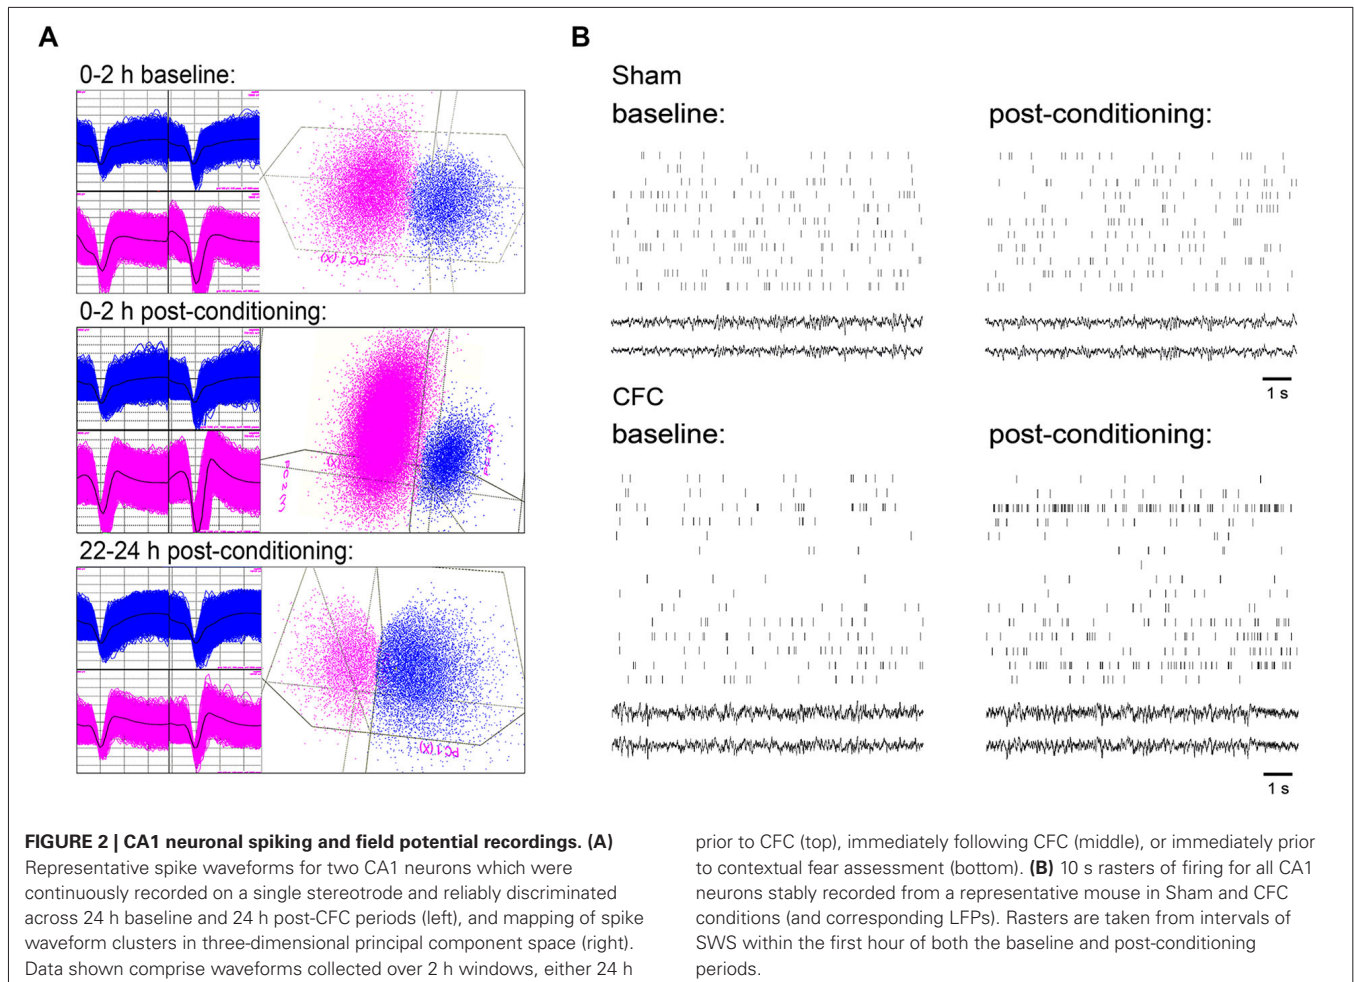 A
0-2 h baseline:
PC 1 (X)
0-2 h post-conditioning:
22-24 h post-conditioning:
PC 1 (X)
B
Sham
baseline:
post-conditioning:
1 s
CFC
baseline:
post-conditioning:
1 s
FIGURE 2 | CA1 neuronal spiking and field potential recordings. (A)
Representative spike waveforms for two CA1 neurons which were
continuously recorded on a single stereotrode and reliably discriminated
across 24 h baseline and 24 h post-CFC periods (left), and mapping of spike
waveform clusters in three-dimensional principal component space (right).
Data shown comprise waveforms collected over 2 h windows, either 24 h
prior to CFC (top), immediately following CFC (middle), or immediately prior
to contextual fear assessment (bottom). (B) 10 s rasters of firing for all CA1
neurons stably recorded from a representative mouse in Sham and CFC
conditions (and corresponding LFPs). Rasters are taken from intervals of
SWS within the first hour of both the baseline and post-conditioning
periods.